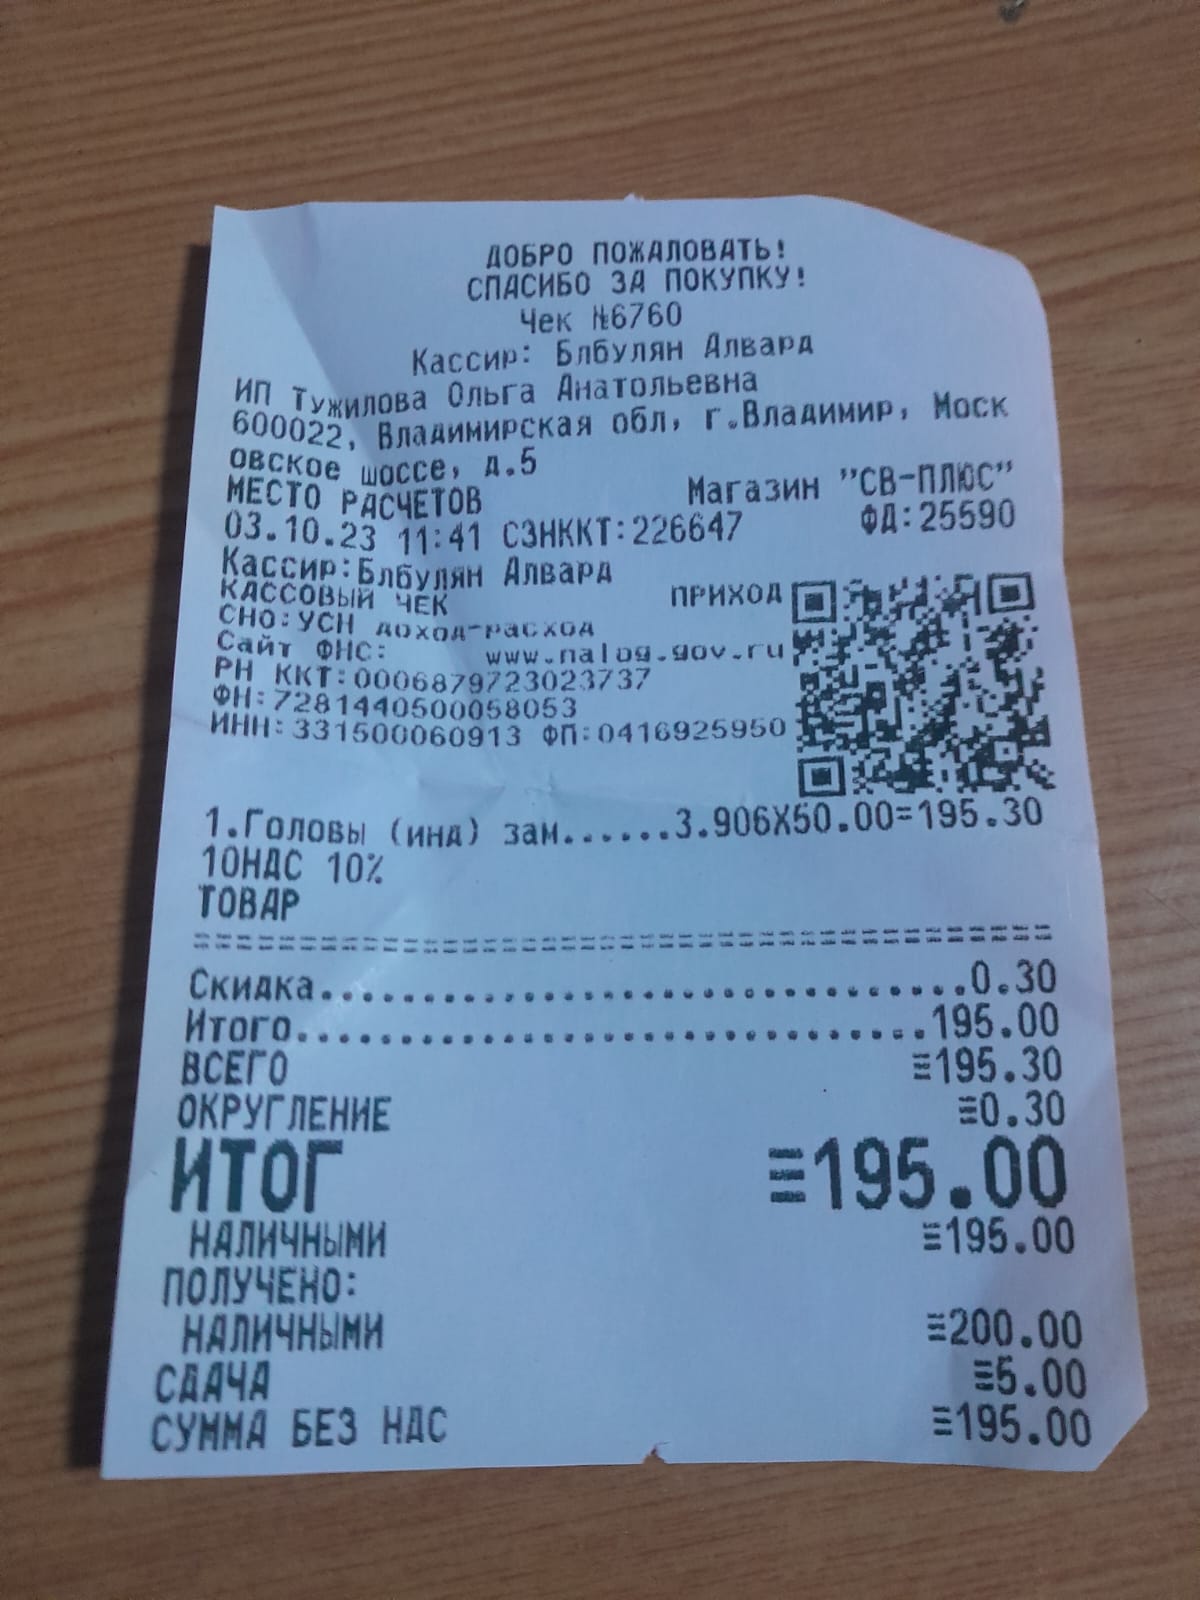 ДОБРО ПОЖАЛОВАТЬ!
СПАСИБО ЗА ПОКУПКУ!
Чек №6760
Кассир: Блбулян Алвард
ИП Тужилова Ольга Анатольевна
600022, Владимирская обл, г.Владимир, Моск
овское шоссе, д.5
МЕСТО РАСЧЕТОВ Магазин "СВ-ПЛЮС"
03.10.23 11:41 СЗНККТ:226647 ФД:25590
Кассир:Блбулян Алвард
КАССОВЫЙ ЧЕК ПРИХОД
СНО:УСН доход-расход
Сайт ФНС: www.nalog.gov.ru
РН ККТ:0006879723023737
ФН:7281440500058053
ИНН:331500060913 ФП:0416925950
1.Головы (инд) зам......3.906X50.00=195.30
10НДС 10%
ТОВАР
Скидка.................................0.30
Итого................................195.00
ВСЕГО ≡195.30
ОКРУГЛЕНИЕ ≡0.30
ИТОГ ≡195.00
НАЛИЧНЫМИ ≡195.00
ПОЛУЧЕНО:
НАЛИЧНЫМИ ≡200.00
СДАЧА ≡5.00
СУММА БЕЗ НДС ≡195.00